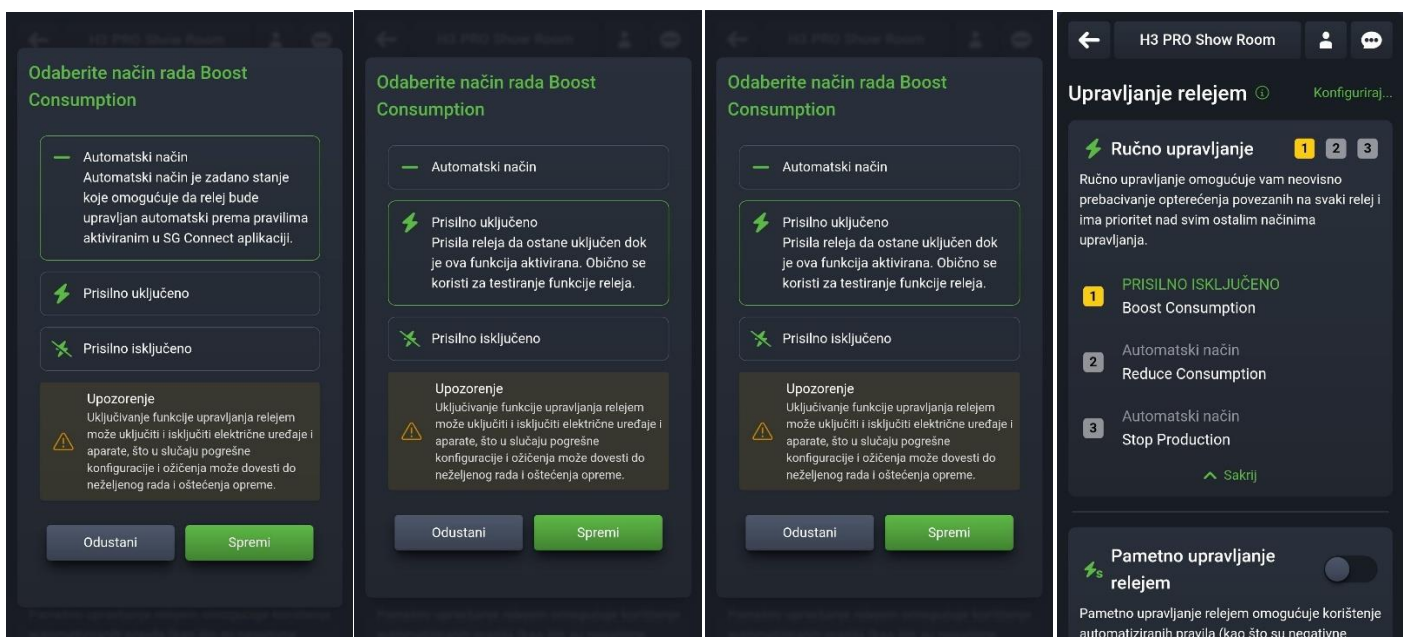 Odaberite način rada Boost
Consumption
Automatski način
Automatski način je zadano stanje
koje omogućuje da relej bude
upravljan automatski prema pravilima
aktiviranim u SG Connect aplikaciji.
Prisilno uključeno
Prisilno isključeno
Upozorenje
Uključivanje funkcije upravljanja relejem
može uključiti i isključiti električne uređaje i
aparate, što u slučaju pogrešne
konfiguracije i ožičenja može dovesti do
neželjenog rada i oštećenja opreme.
Odustani
Spremi
Odaberite način rada Boost
Consumption
Automatski način
Prisilno uključeno
Prisila releja da ostane uključen dok
je ova funkcija aktivirana. Obično se
koristi za testiranje funkcije releja.
Prisilno isključeno
Upozorenje
Uključivanje funkcije upravljanja relejem
može uključiti i isključiti električne uređaje i
aparate, što u slučaju pogrešne
konfiguracije i ožičenja može dovesti do
neželjenog rada i oštećenja opreme.
Odustani
Spremi
Odaberite način rada Boost
Consumption
Automatski način
Prisilno uključeno
Prisila releja da ostane uključen dok
je ova funkcija aktivirana. Obično se
koristi za testiranje funkcije releja.
Prisilno isključeno
Upozorenje
Uključivanje funkcije upravljanja relejem
može uključiti i isključiti električne uređaje i
aparate, što u slučaju pogrešne
konfiguracije i ožičenja može dovesti do
neželjenog rada i oštećenja opreme.
Odustani
Spremi
H3 PRO Show Room
Upravljanje relejem
Konfiguriraj...
Ručno upravljanje 1 2 3
Ručno upravljanje omogućuje vam neovisno
prebacivanje opterećenja povezanih na svaki relej i
ima prioritet nad svim ostalim načinima
upravljanja.
PRISILNO ISKLJUČENO
1 Boost Consumption
Automatski način
2 Reduce Consumption
Automatski način
3 Stop Production
Sakrij
Pametno upravljanje
relejem
Pametno upravljanje relejem omogućuje korištenje
automatiziranih pravila (kao što su negativne